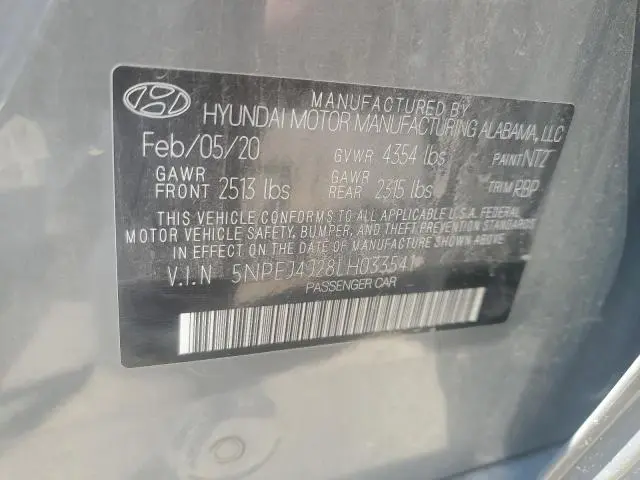 MANUFACTURED BY
HYUNDAI MOTOR MANUFACTURING ALABAMA, LLC
Feb/05/20 GVWR 4354 lbs PAINT NT2
GAWR FRONT 2513 lbs GAWR REAR 2315 lbs TRIM RBP
THIS VEHICLE CONFORMS TO ALL APPLICABLE U.S.A. FEDERAL
MOTOR VEHICLE SAFETY, BUMPER, AND THEFT PREVENTION STANDARDS
IN EFFECT ON THE DATE OF MANUFACTURE SHOWN ABOVE.
V.I.N 5NPEJ4J28LH033541
PASSENGER CAR